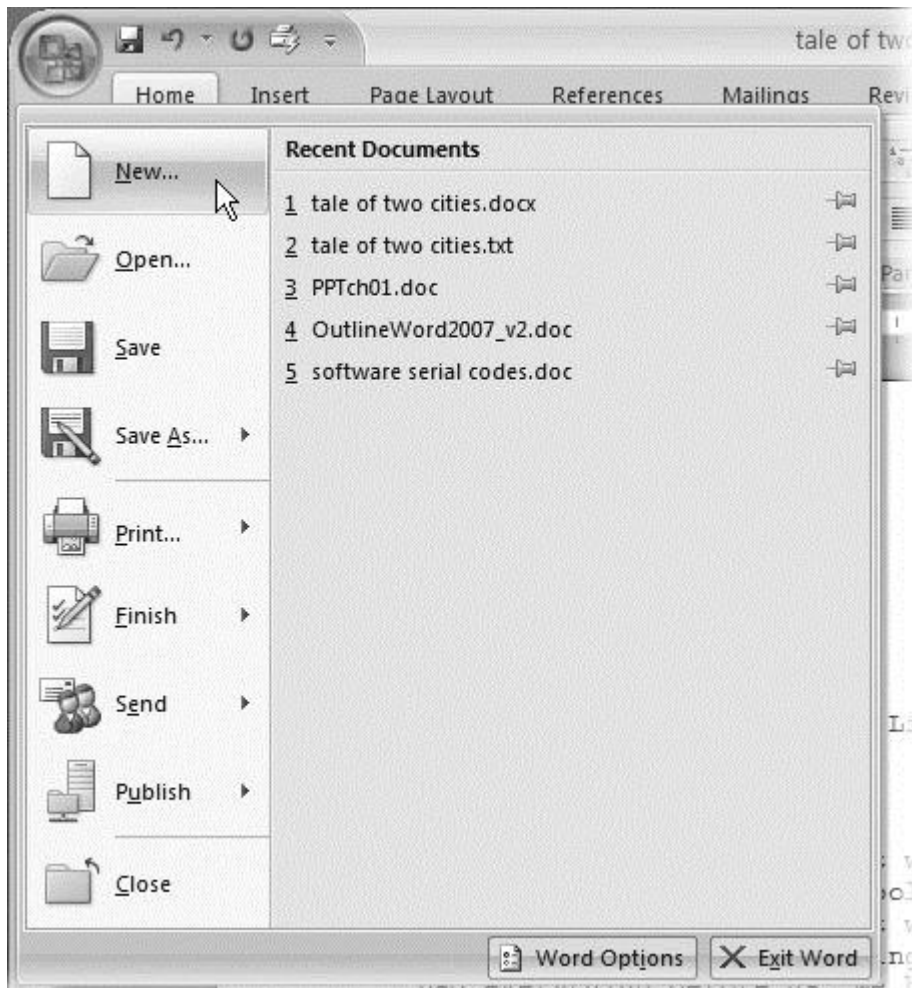 tale of tw
Home Insert Page Layout References Mailings Revi
New...
Open...
Save
Save As...
Print...
Finish
Send
Publish
Close
Recent Documents
1 tale of two cities.docx
2 tale of two cities.txt
3 PPTch01.doc
4 OutlineWord2007_v2.doc
5 software serial codes.doc
Word Options Exit Word